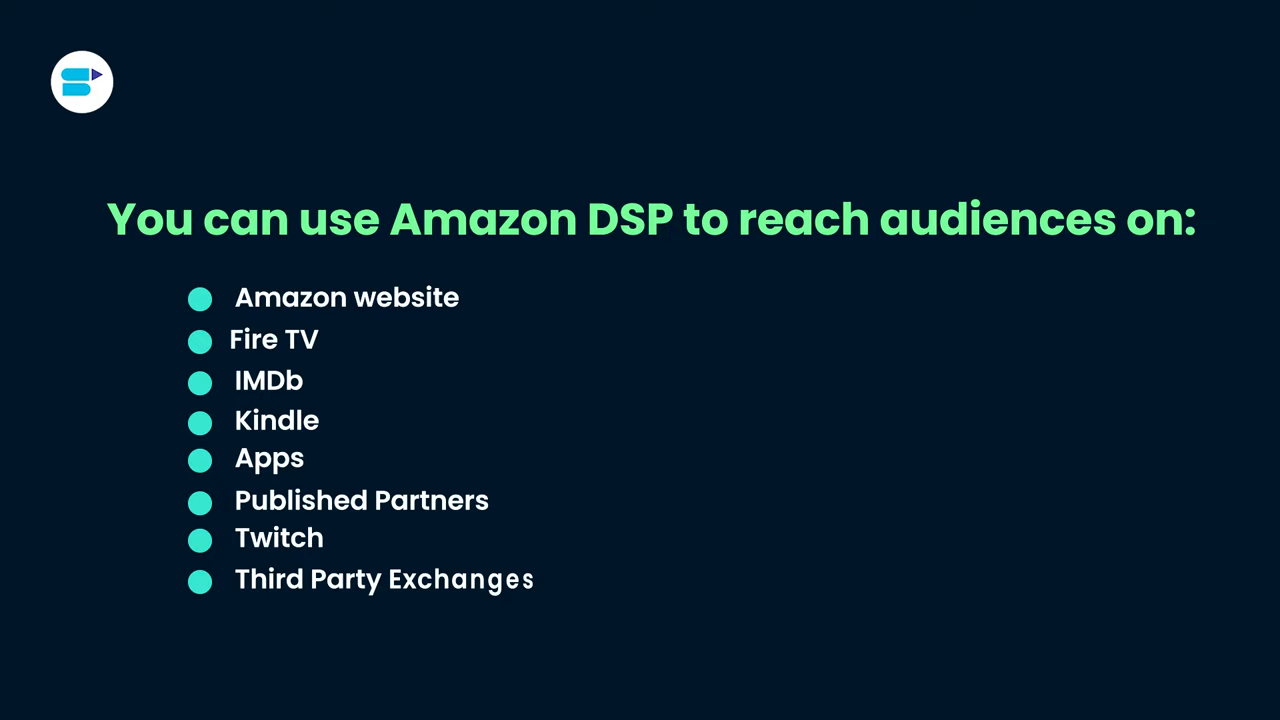 You can use Amazon DSP to reach audiences on:
Amazon website
Fire TV
IMDb
Kindle
Apps
Published Partners
Twitch
Third Party Exchanges